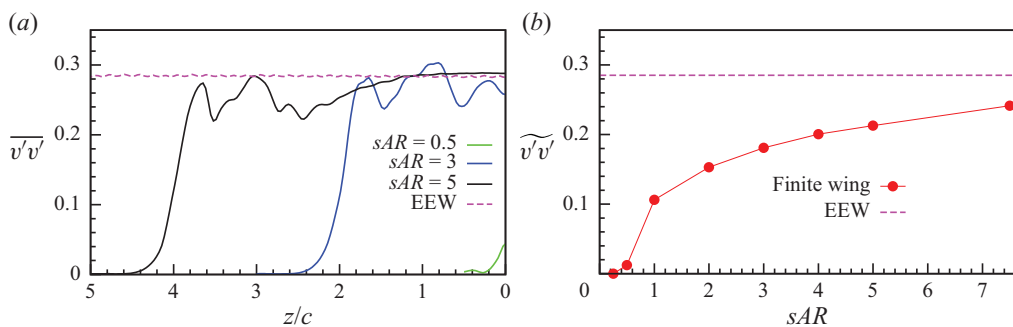 (a)
(b)
0.3
0.2
0.1
0
v′v′
sAR = 0.5
sAR = 3
sAR = 5
EEW
5 4 3 2 1 0
z/c
0.3
0.2
0.1
0
v′v′
Finite wing
EEW
1 2 3 4 5 6 7
sAR